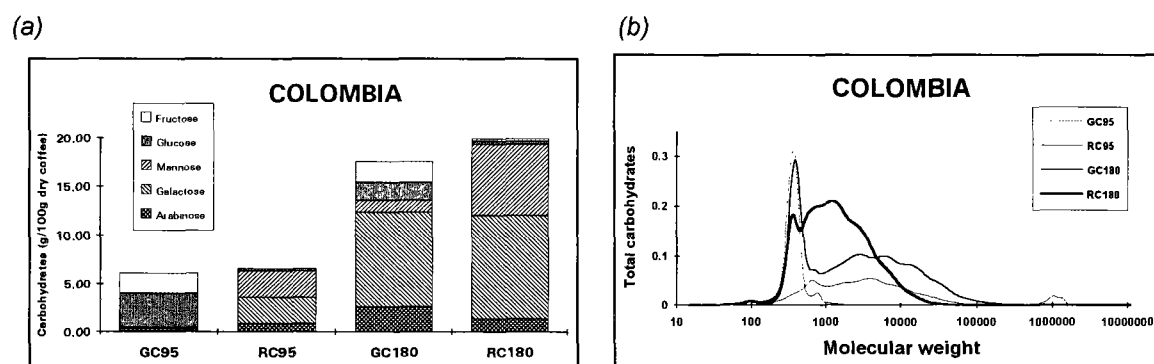 (a)
COLOMBIA
Fructose
Glucose
Mannose
Galactose
Arabinose
Carbohydrates (g/100g dry coffee)
20.00
15.00
10.00
5.00
0.00
GC95 RC95 GC180 RC180
(b)
COLOMBIA
GC95
RC95
GC180
RC180
Total carbohydrates
0.3
0.2
0.1
0
10 100 1000 10000 100000 1000000 10000000
Molecular weight